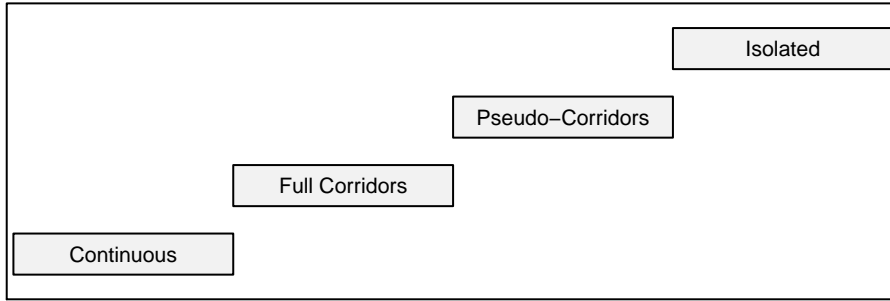 Isolated
Pseudo−Corridors
Full Corridors
Continuous